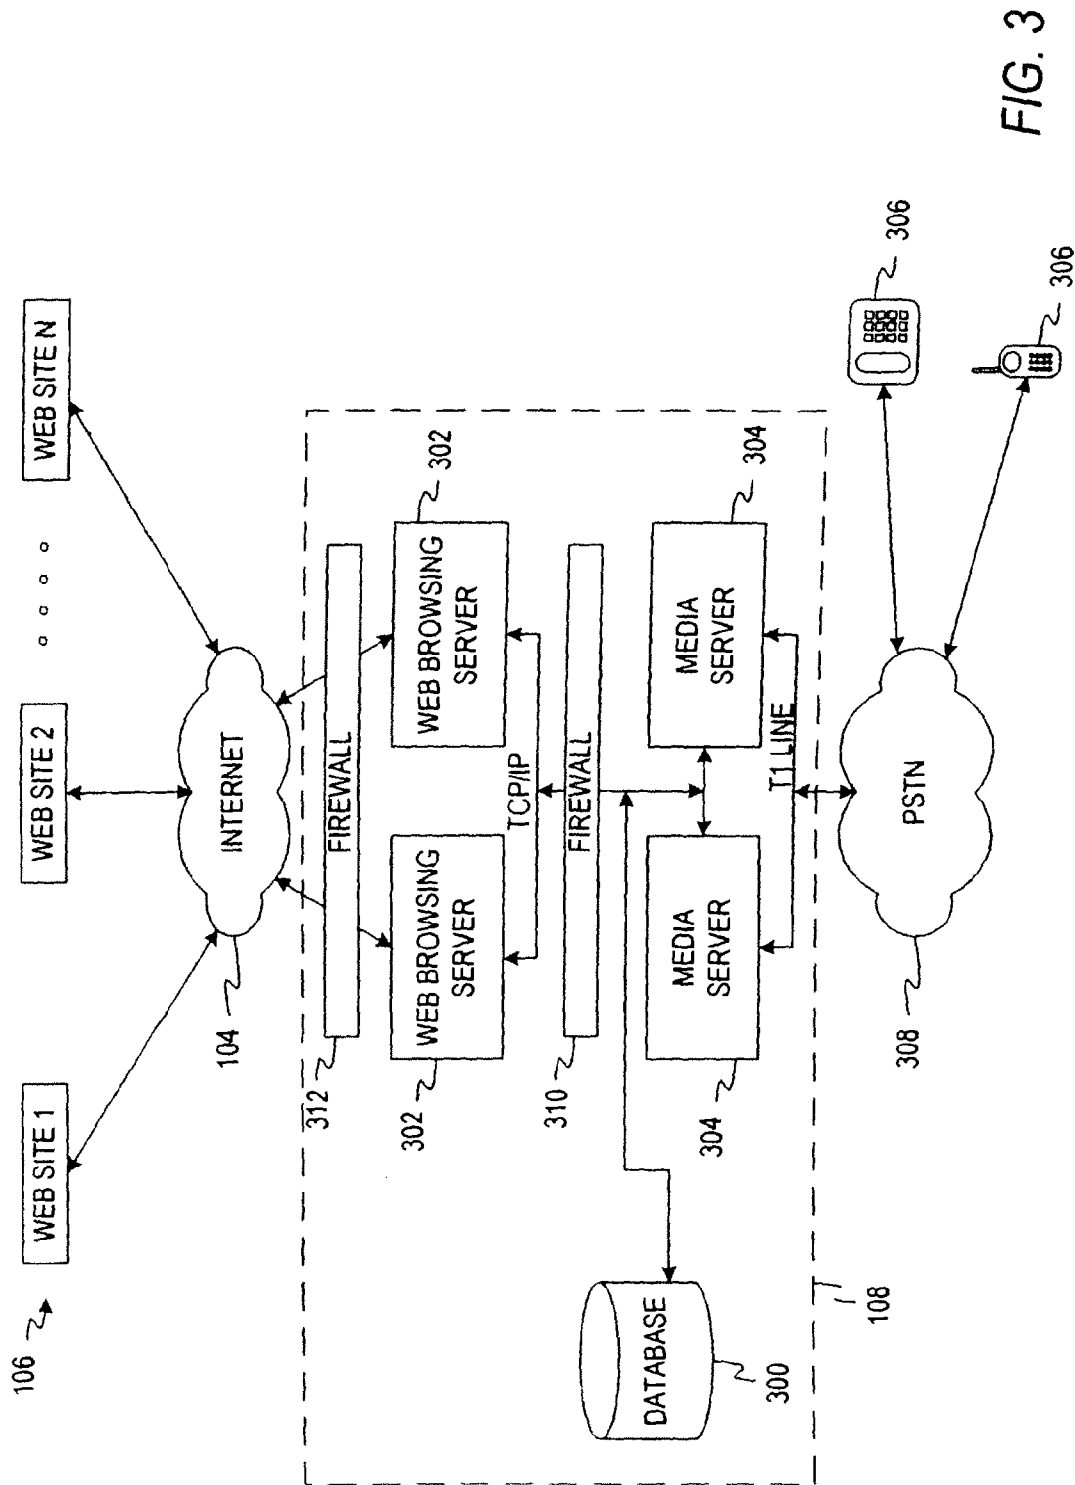 106
WEB SITE 1
WEB SITE 2
WEB SITE N
104
INTERNET
312
FIREWALL
302
WEB BROWSING
SERVER
WEB BROWSING
SERVER
302
TCP/IP
310
FIREWALL
DATABASE
300
304
MEDIA
SERVER
MEDIA
SERVER
304
T1 LINE
108
308
PSTN
306
306
FIG. 3